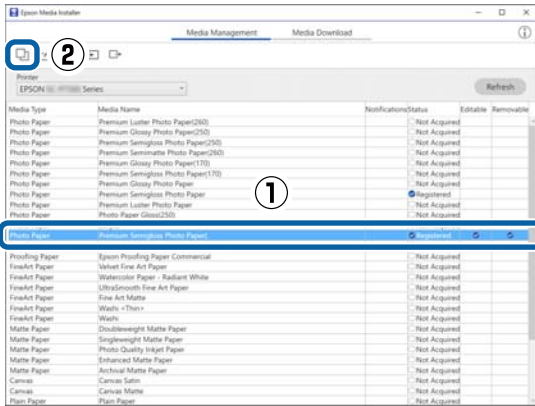 Epson Media Installer
Media Management Media Download
②
Printer
EPSON Series
Refresh
Media Type Media Name Notifications Status Editable Removable
Photo Paper Premium Luster Photo Paper(260) Not Acquired
Photo Paper Premium Glossy Photo Paper(250) Not Acquired
Photo Paper Premium Semigloss Photo Paper(250) Not Acquired
Photo Paper Premium Semimatte Photo Paper(260) Not Acquired
Photo Paper Premium Glossy Photo Paper(170) Not Acquired
Photo Paper Premium Semigloss Photo Paper(170) Not Acquired
Photo Paper Premium Glossy Photo Paper Not Acquired
Photo Paper Premium Semigloss Photo Paper Registered
Photo Paper Premium Luster Photo Paper Not Acquired
Photo Paper Photo Paper Gloss(250) Not Acquired
①
Photo Paper Premium Semigloss Photo Paper( Registered
Proofing Paper Epson Proofing Paper Commercial Not Acquired
FineArt Paper Velvet Fine Art Paper Not Acquired
FineArt Paper Watercolor Paper - Radiant White Not Acquired
FineArt Paper UltraSmooth Fine Art Paper Not Acquired
FineArt Paper Fine Art Matte Not Acquired
FineArt Paper Washi <Thin> Not Acquired
FineArt Paper Washi Not Acquired
Matte Paper Doubleweight Matte Paper Not Acquired
Matte Paper Singleweight Matte Paper Not Acquired
Matte Paper Photo Quality Inkjet Paper Not Acquired
Matte Paper Enhanced Matte Paper Not Acquired
Matte Paper Archival Matte Paper Not Acquired
Canvas Canvas Satin Not Acquired
Canvas Canvas Matte Not Acquired
Plain Paper Plain Paper Not Acquired